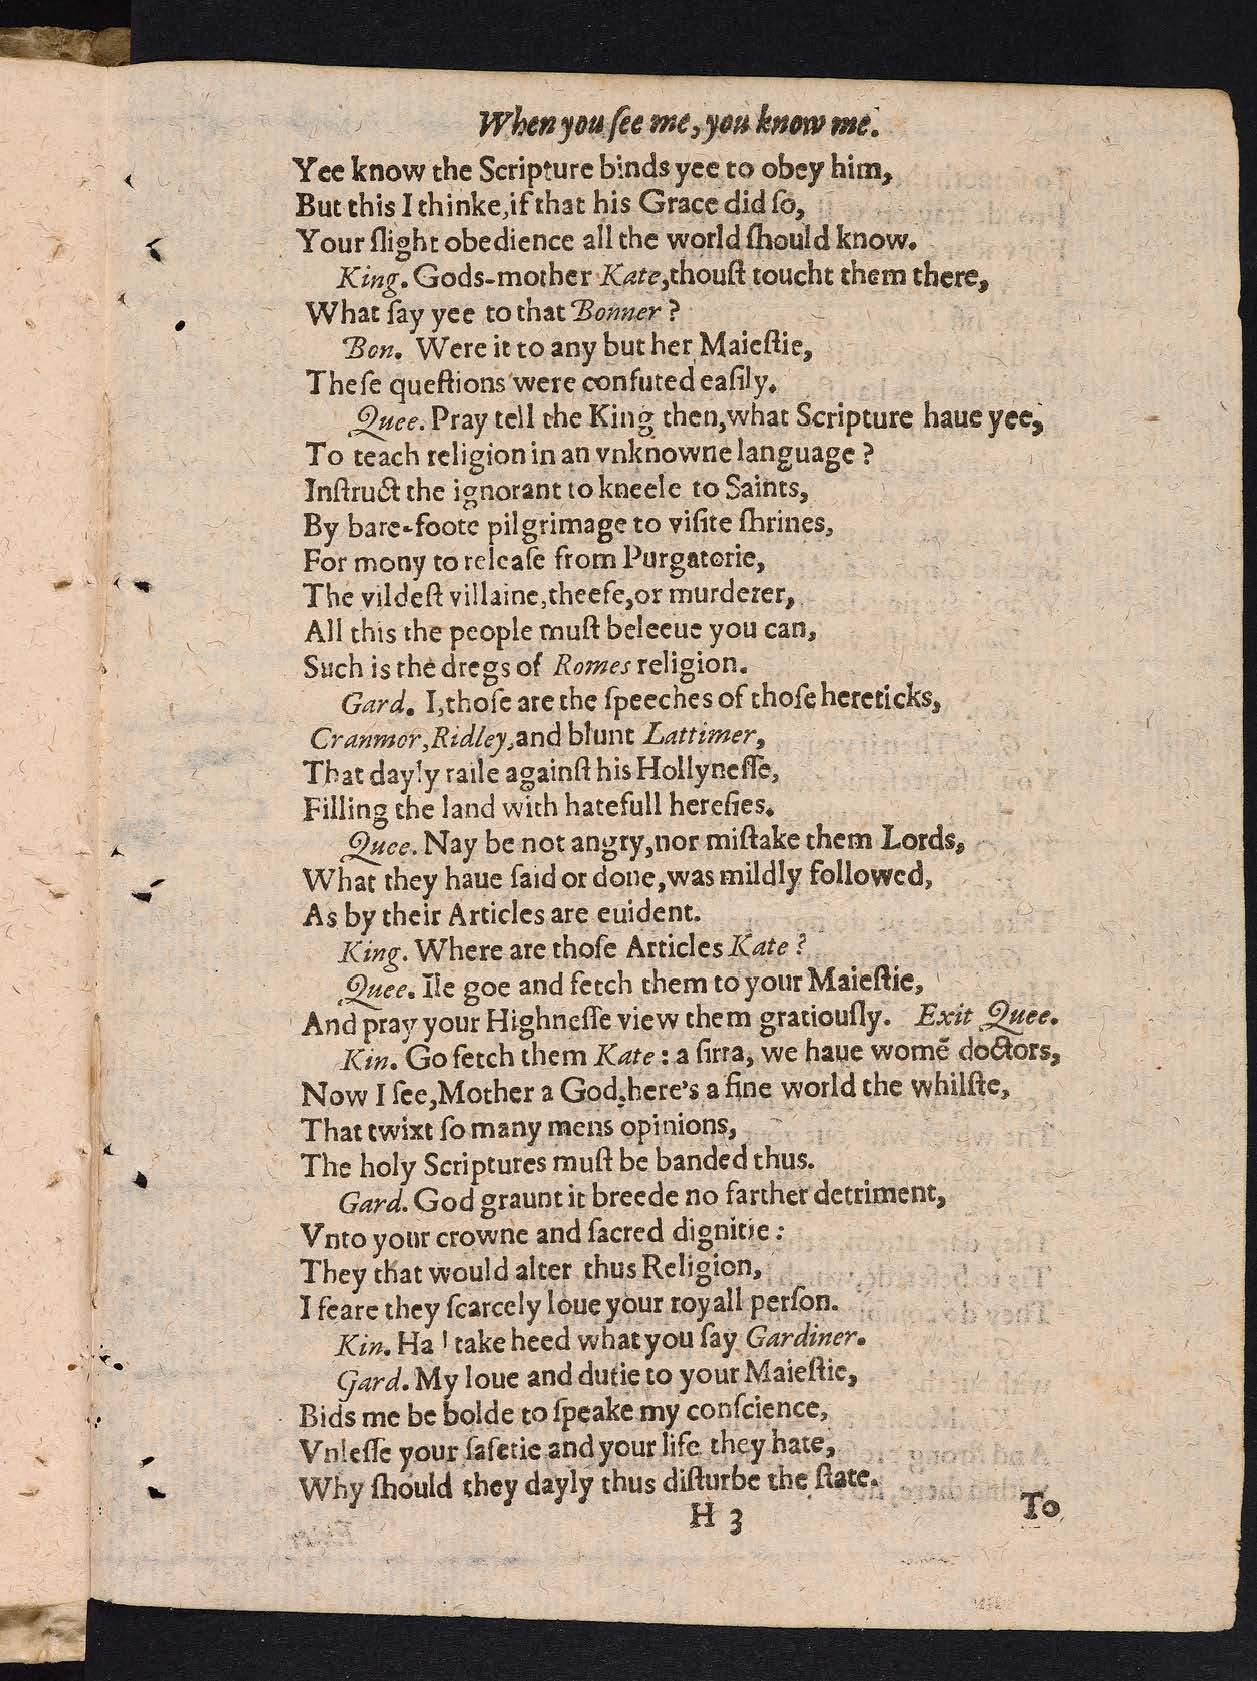 When you ſee me, you know me.
Yee know the Scripture binds yee to obey him,
But this I thinke,if that his Grace did ſo,
Your ſlight obedience all the world ſhould know.
King. Gods-mother Kate,thouſt toucht them there,
What ſay yee to that Bonner ?
Bon. Were it to any but her Maieſtie,
Theſe queſtions were confuted eaſily.
Quee. Pray tell the King then,what Scripture haue yee,
To teach religion in an vnknowne language ?
Inſtruct the ignorant to kneele to Saints,
By bare-foote pilgrimage to viſite ſhrines,
For mony to releaſe from Purgatorie,
The vildeſt villaine,theefe,or murderer,
All this the people muſt beleeue you can,
Such is the dregs of Romes religion.
Gard. I,thoſe are the ſpeeches of thoſe hereticks,
Cranmor,Ridley,and blunt Lattimer,
That dayly raile againſt his Hollyneſſe,
Filling the land with hatefull hereſies.
Quee. Nay be not angry,nor miſtake them Lords,
What they haue ſaid or done,was mildly followed,
As by their Articles are euident.
King. Where are thoſe Articles Kate ?
Quee. Ile goe and fetch them to your Maieſtie,
And pray your Highneſſe view them gratiouſly. Exit Quee.
Kin. Go fetch them Kate : a ſirra, we haue womē doctors,
Now I ſee,Mother a God,here's a fine world the whilſte,
That twixt ſo many mens opinions,
The holy Scriptures muſt be banded thus.
Gard. God graunt it breede no farther detriment,
Vnto your crowne and ſacred dignitie :
They that would alter thus Religion,
I feare they ſcarcely loue your royall perſon.
Kin. Ha ! take heed what you ſay Gardiner.
Gard. My loue and dutie to your Maieſtie,
Bids me be bolde to ſpeake my conſcience,
Vnleſſe your ſafetie and your life they hate,
Why ſhould they dayly thus diſturbe the ſtate.
H 3
To